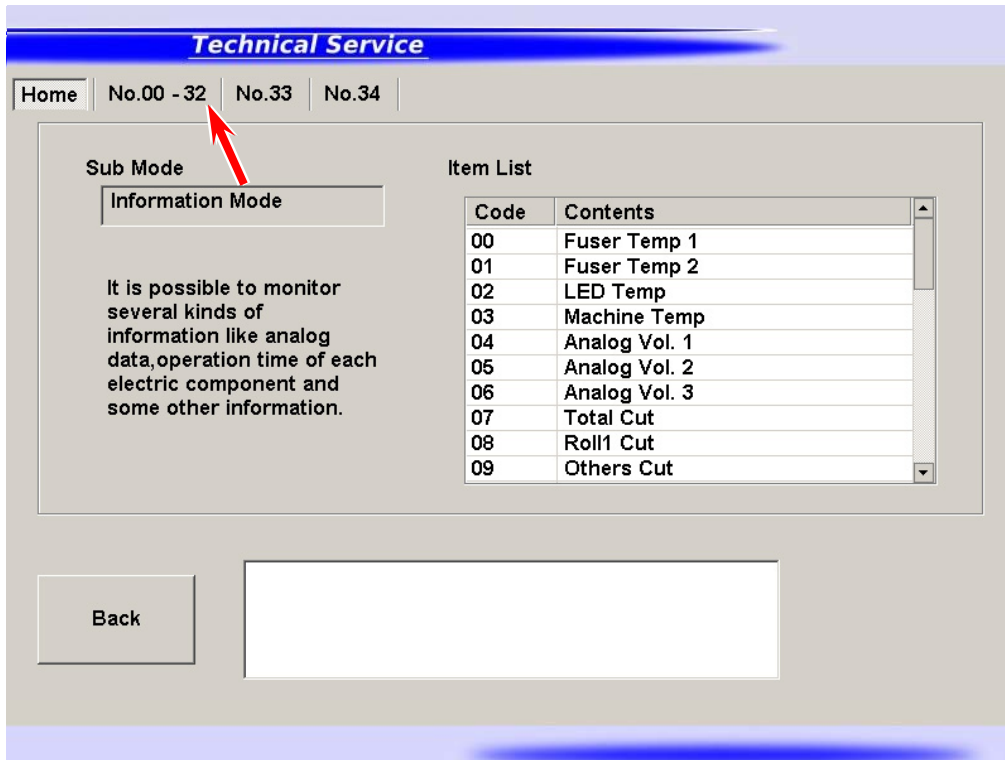 Technical Service
Home No.00 - 32 No.33 No.34
Sub Mode
Information Mode
It is possible to monitor
several kinds of
information like analog
data,operation time of each
electric component and
some other information.
Item List
Code Contents
00 Fuser Temp 1
01 Fuser Temp 2
02 LED Temp
03 Machine Temp
04 Analog Vol. 1
05 Analog Vol. 2
06 Analog Vol. 3
07 Total Cut
08 Roll1 Cut
09 Others Cut
Back